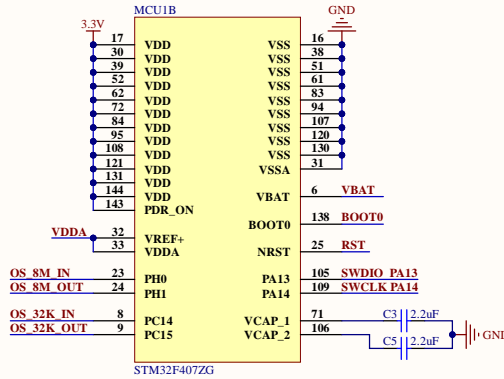 MCU1B
3.3V GND
17 VDD VSS 16
30 VDD VSS 38
39 VDD VSS 51
52 VDD VSS 61
62 VDD VSS 83
72 VDD VSS 94
84 VDD VSS 107
95 VDD VSS 120
108 VDD VSS 130
121 VDD VSSA 31
131 VDD
144 VDD VBAT 6 VBAT
143 PDR_ON
BOOT0 138 BOOT0
VDDA 32 VREF+
33 VDDA NRST 25 RST
OS_8M_IN 23 PH0 PA13 105 SWDIO PA13
OS_8M_OUT 24 PH1 PA14 109 SWCLK PA14
OS_32K_IN 8 PC14 VCAP_1 71 C3 2.2uF
OS_32K_OUT 9 PC15 VCAP_2 106 C5 2.2uF
GND
STM32F407ZG